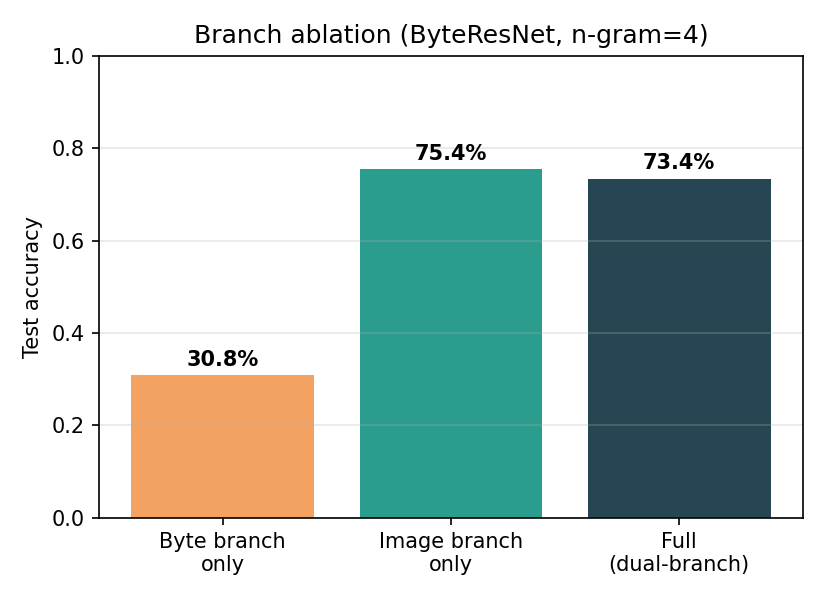 Branch ablation (ByteResNet, n-gram=4)
Test accuracy
1.0
0.8
0.6
0.4
0.2
0.0
30.8%
75.4%
73.4%
Byte branch
only
Image branch
only
Full
(dual-branch)